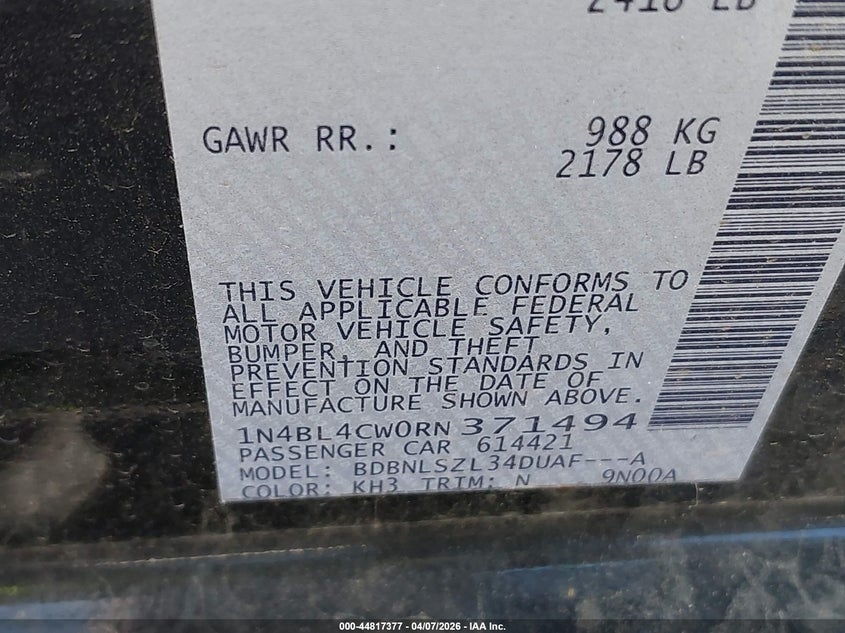 2418 LB
GAWR RR.: 988 KG
2178 LB
THIS VEHICLE CONFORMS TO
ALL APPLICABLE FEDERAL
MOTOR VEHICLE SAFETY,
BUMPER, AND THEFT
PREVENTION STANDARDS IN
EFFECT ON THE DATE OF
MANUFACTURE SHOWN ABOVE.
1N4BL4CW0RN371494
PASSENGER CAR 614421
MODEL: BDBNLSZL34DUAF---A
COLOR: KH3 TRIM: N 9N00A
000-44817377 - 04/07/2026 - IAA Inc.